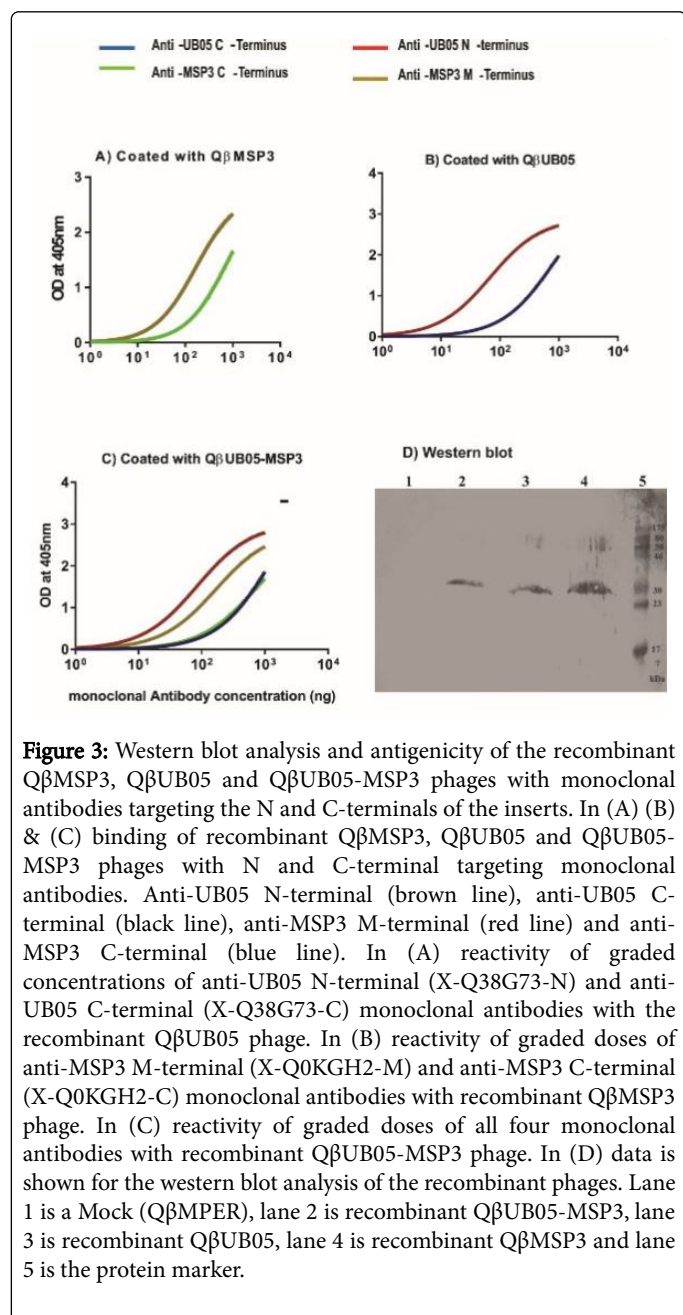 Anti -UB05 C -Terminus
Anti -UB05 N -terminus
Anti -MSP3 C -Terminus
Anti -MSP3 M -Terminus
A) Coated with QβMSP3
B) Coated with QβUB05
3
2
1
0
OD at 405nm
10⁰ 10¹ 10² 10³ 10⁴
4
3
2
1
0
10⁰ 10¹ 10² 10³ 10⁴
C) Coated with QβUB05-MSP3
D) Western blot
4
3
2
1
0
OD at 405nm
10⁰ 10¹ 10² 10³ 10⁴
monoclonal Antibody concentration (ng)
1 2 3 4 5
175
46
30
23
17
7
kDa
Figure 3: Western blot analysis and antigenicity of the recombinant
QβMSP3, QβUB05 and QβUB05-MSP3 phages with monoclonal
antibodies targeting the N and C-terminals of the inserts. In (A) (B)
& (C) binding of recombinant QβMSP3, QβUB05 and QβUB05-
MSP3 phages with N and C-terminal targeting monoclonal
antibodies. Anti-UB05 N-terminal (brown line), anti-UB05 C-
terminal (black line), anti-MSP3 M-terminal (red line) and anti-
MSP3 C-terminal (blue line). In (A) reactivity of graded
concentrations of anti-UB05 N-terminal (X-Q38G73-N) and anti-
UB05 C-terminal (X-Q38G73-C) monoclonal antibodies with the
recombinant QβUB05 phage. In (B) reactivity of graded doses of
anti-MSP3 M-terminal (X-Q0KGH2-M) and anti-MSP3 C-terminal
(X-Q0KGH2-C) monoclonal antibodies with recombinant QβMSP3
phage. In (C) reactivity of graded doses of all four monoclonal
antibodies with recombinant QβUB05-MSP3 phage. In (D) data is
shown for the western blot analysis of the recombinant phages. Lane
1 is a Mock (QβMPER), lane 2 is recombinant QβUB05-MSP3, lane
3 is recombinant QβUB05, lane 4 is recombinant QβMSP3 and lane
5 is the protein marker.